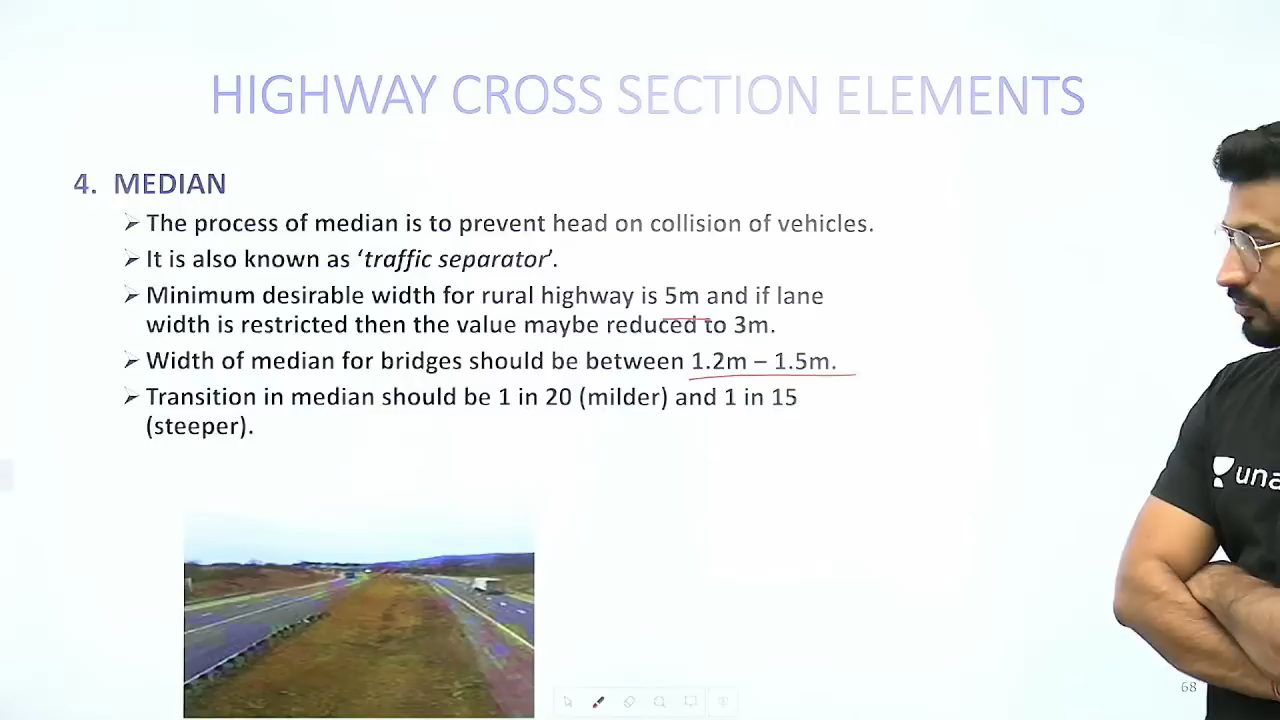 HIGHWAY CROSS SECTION ELEMENTS
4. MEDIAN
The process of median is to prevent head on collision of vehicles.
It is also known as ‘traffic separator’.
Minimum desirable width for rural highway is 5m and if lane
width is restricted then the value maybe reduced to 3m.
Width of median for bridges should be between 1.2m – 1.5m.
Transition in median should be 1 in 20 (milder) and 1 in 15
(steeper).
una
68